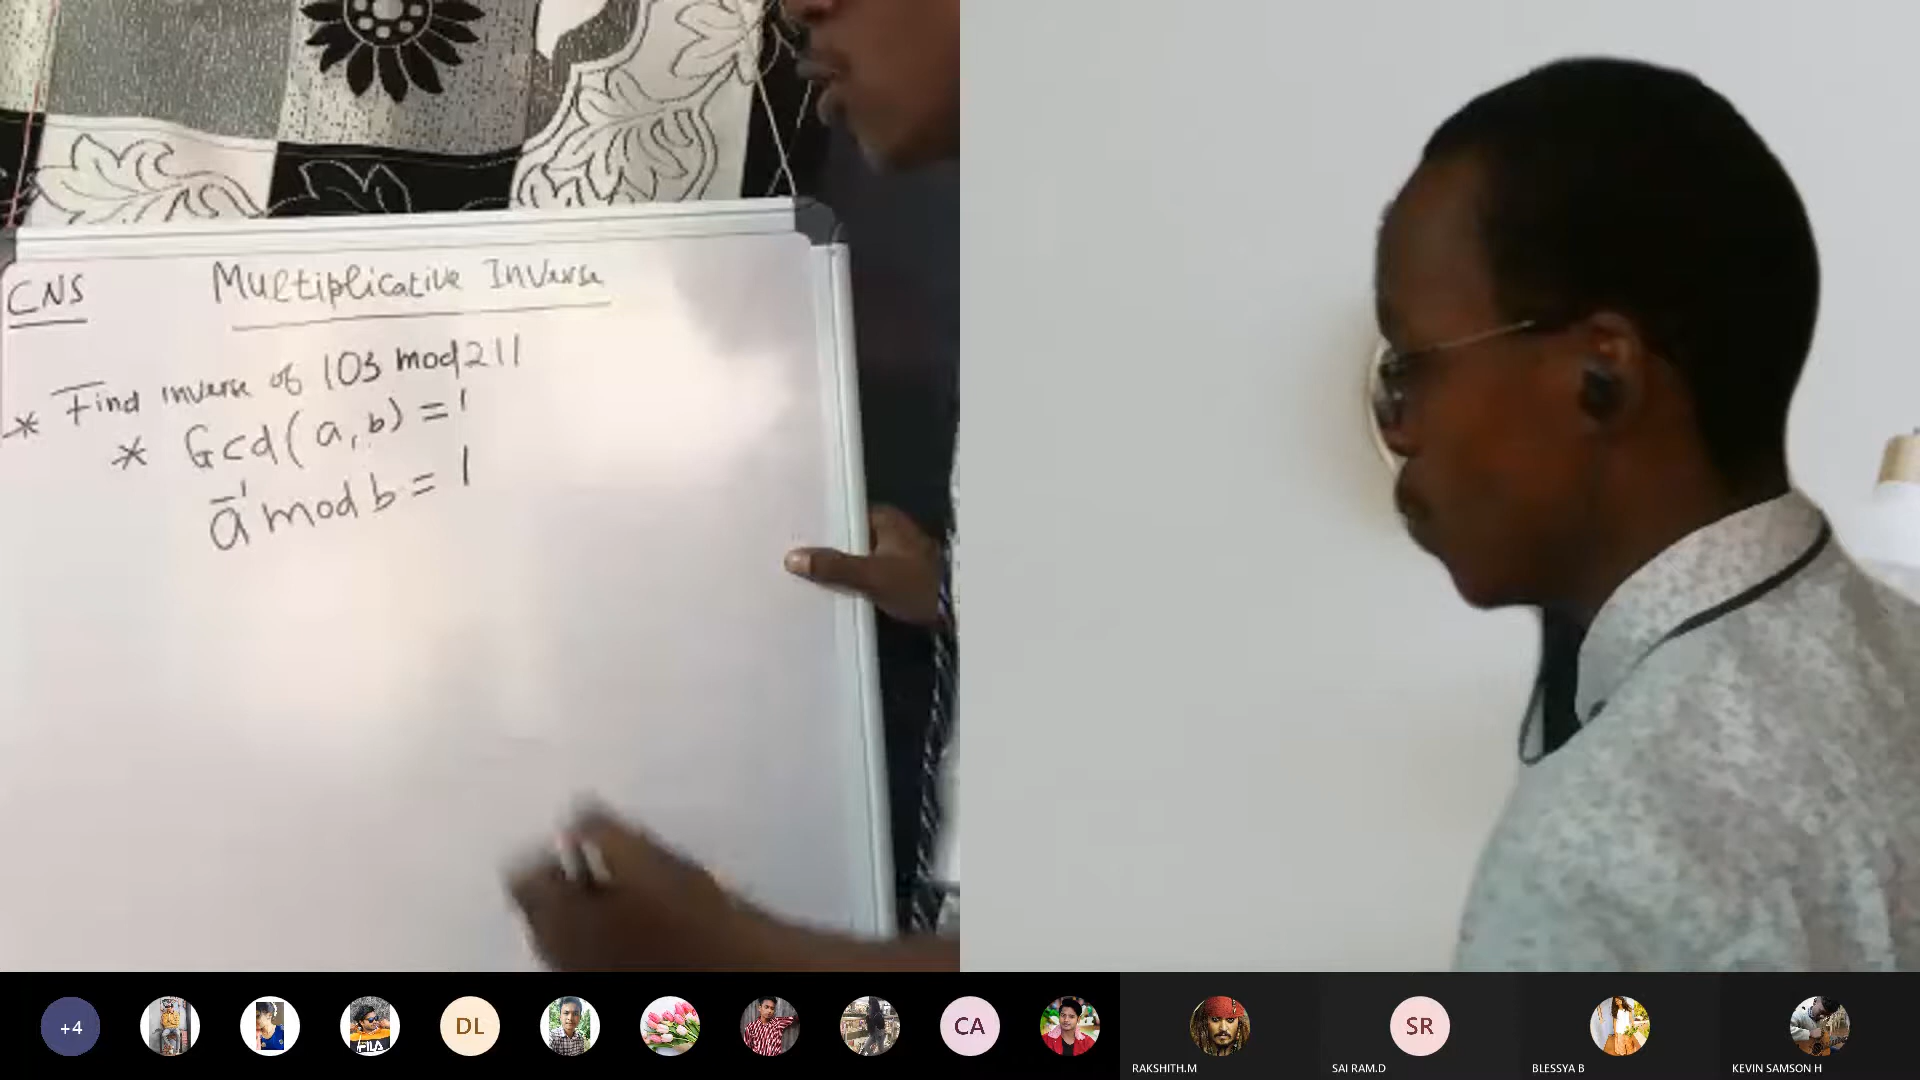 CNS
Multiplicative Inverse
* Find inverse of 103 mod 211
* Gcd(a,b) = 1
a⁻¹ mod b = 1
FILA
+4
DL
CA
SR
RAKSHITH.M
SAI RAM.D
BLESSYA B
KEVIN SAMSON H